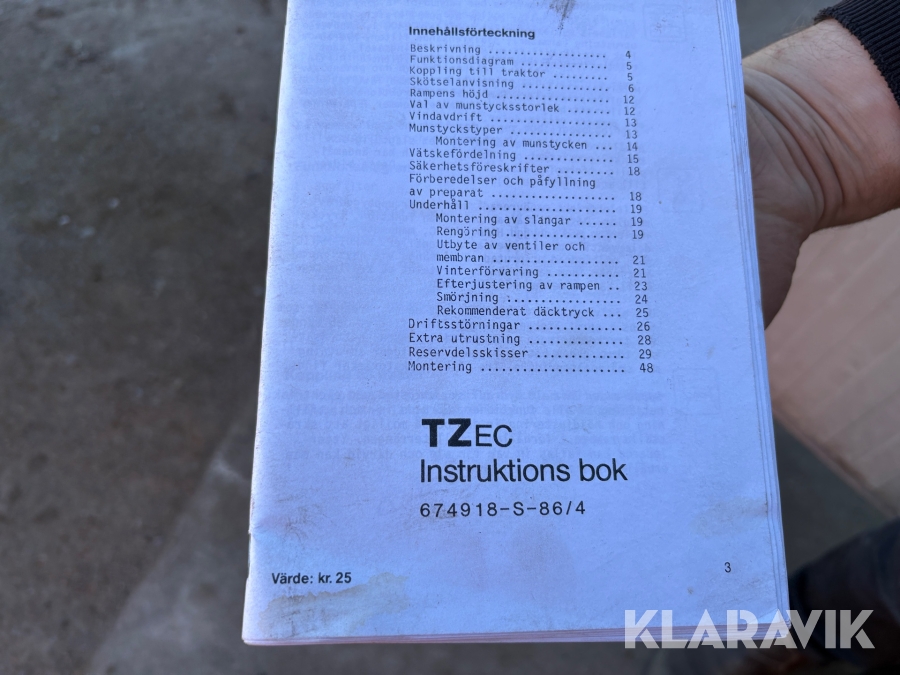 Innehållsförteckning
Beskrivning ...................... 4
Funktionsdiagram ............. 5
Koppling till traktor ......... 5
Skötselanvisning ............... 6
Rampens höjd ................... 12
Val av munstycksstorlek ....... 12
Vindavdrift ..................... 13
Munstyckstyper .................. 13
Montering av munstycken ... 14
Vätskefördelning ................ 15
Säkerhetsföreskrifter ........... 18
Förberedelser och påfyllning
av preparat ..................... 18
Underhåll ....................... 19
Montering av slangar ...... 19
Rengöring ................... 19
Utbyte av ventiler och
membran ..................... 21
Vinterförvaring ............. 21
Efterjustering av rampen .. 23
Smörjning ................... 24
Rekommenderat däcktryck ... 25
Driftsstörningar ............... 26
Extra utrustning ................ 28
Reservdelsskisser ............... 29
Montering ....................... 48
TZEC
Instruktions bok
674918-S-86/4
Värde: kr. 25
3
KLARAVIK